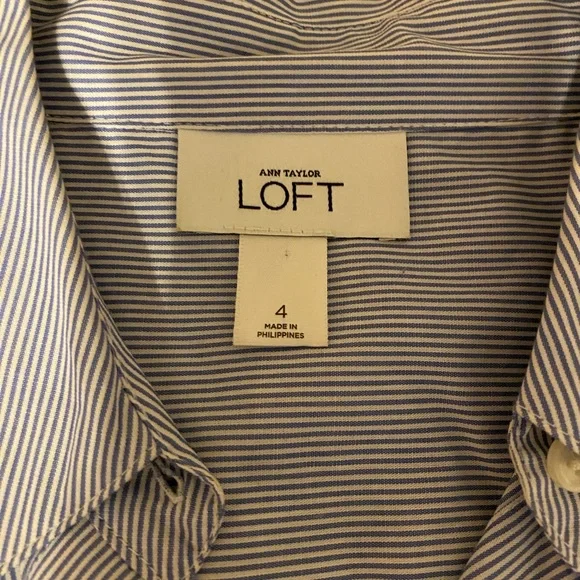 ANN TAYLOR
LOFT
4
MADE IN
PHILIPPINES